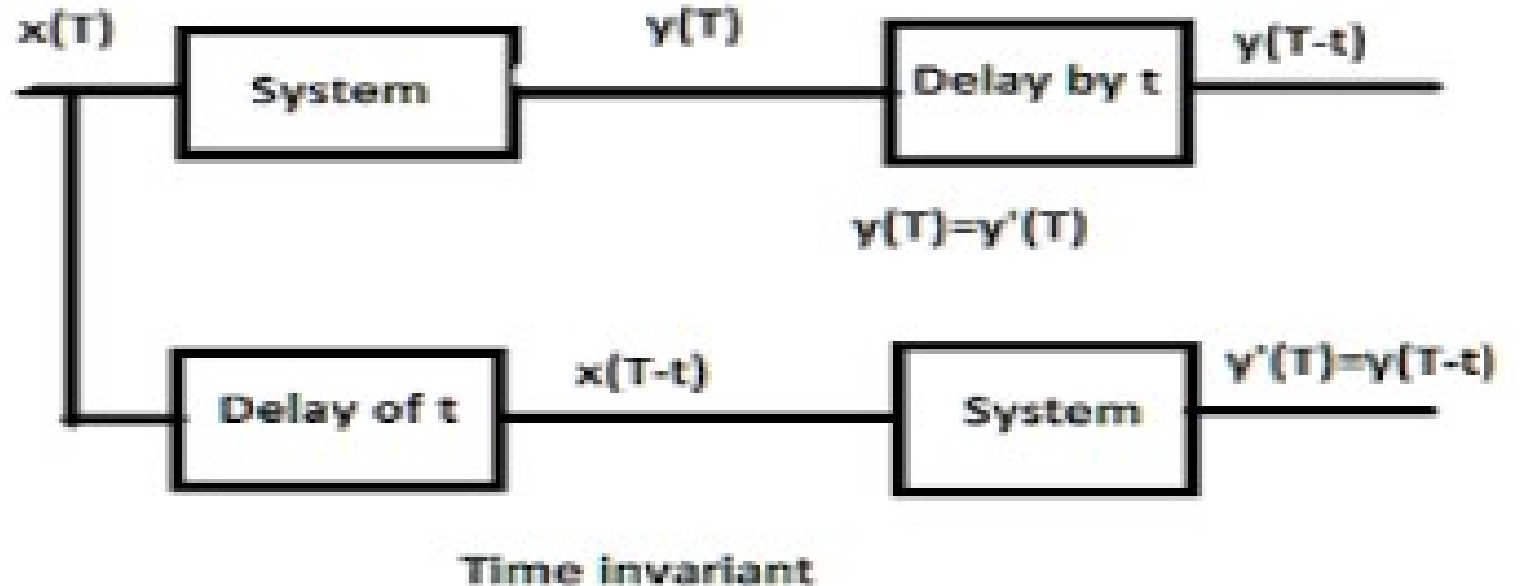 x(T)
System
y(T)
Delay by t
y(T-t)
y(T)=y'(T)
Delay of t
x(T-t)
System
y'(T)=y(T-t)
Time invariant